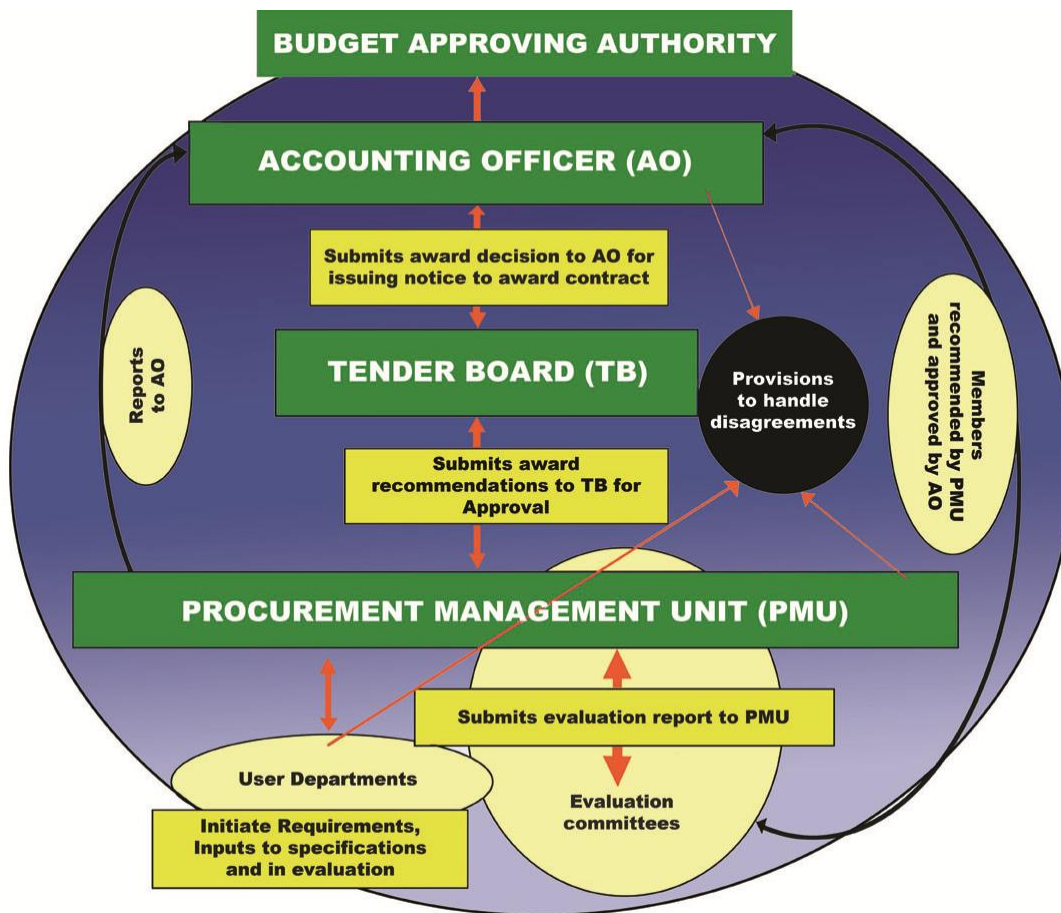 BUDGET APPROVING AUTHORITY
ACCOUNTING OFFICER (AO)
Submits award decision to AO for
issuing notice to award contract
Reports
to AO
TENDER BOARD (TB)
Provisions
to handle
disagreements
Members
recommended by PMU
and approved by AO
Submits award
recommendations to TB for
Approval
PROCUREMENT MANAGEMENT UNIT (PMU)
Submits evaluation report to PMU
User Departments
Evaluation
committees
Initiate Requirements,
Inputs to specifications
and in evaluation